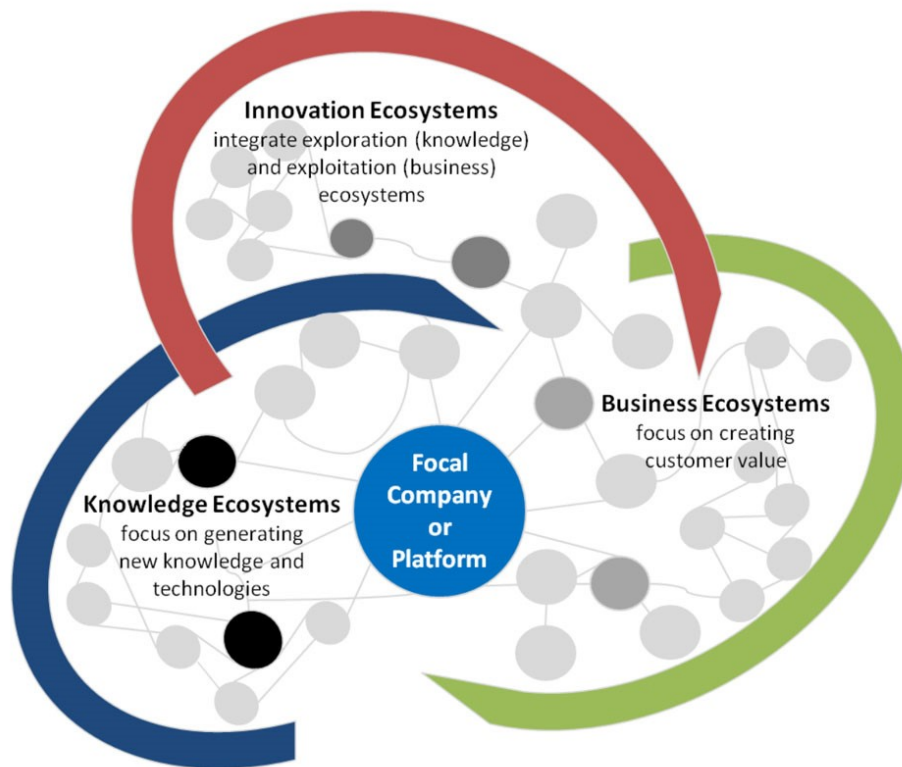 Innovation Ecosystems
integrate exploration (knowledge)
and exploitation (business)
ecosystems
Business Ecosystems
focus on creating
customer value
Focal
Company
or
Platform
Knowledge Ecosystems
focus on generating
new knowledge and
technologies